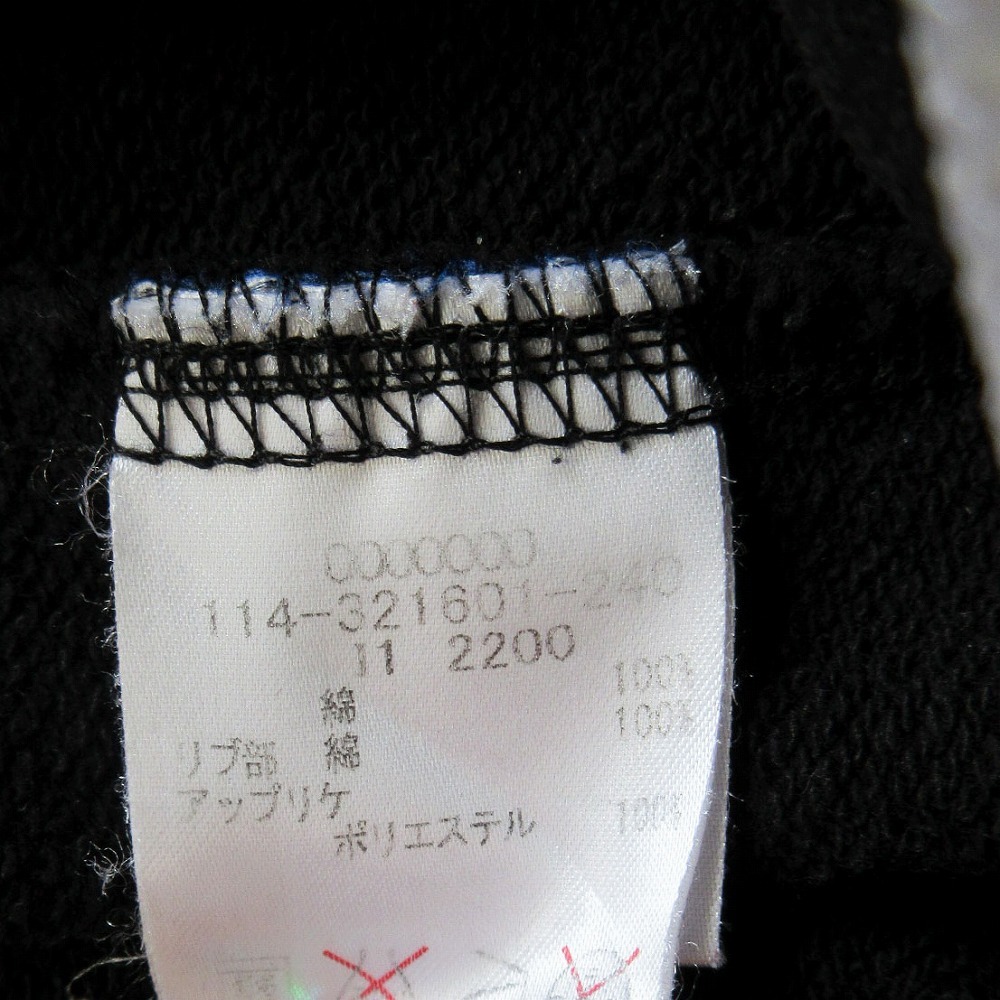 0000000
114-321601-240
11 2200
綿 100%
リブ部 綿 100%
アップリケ
ポリエステル 100%